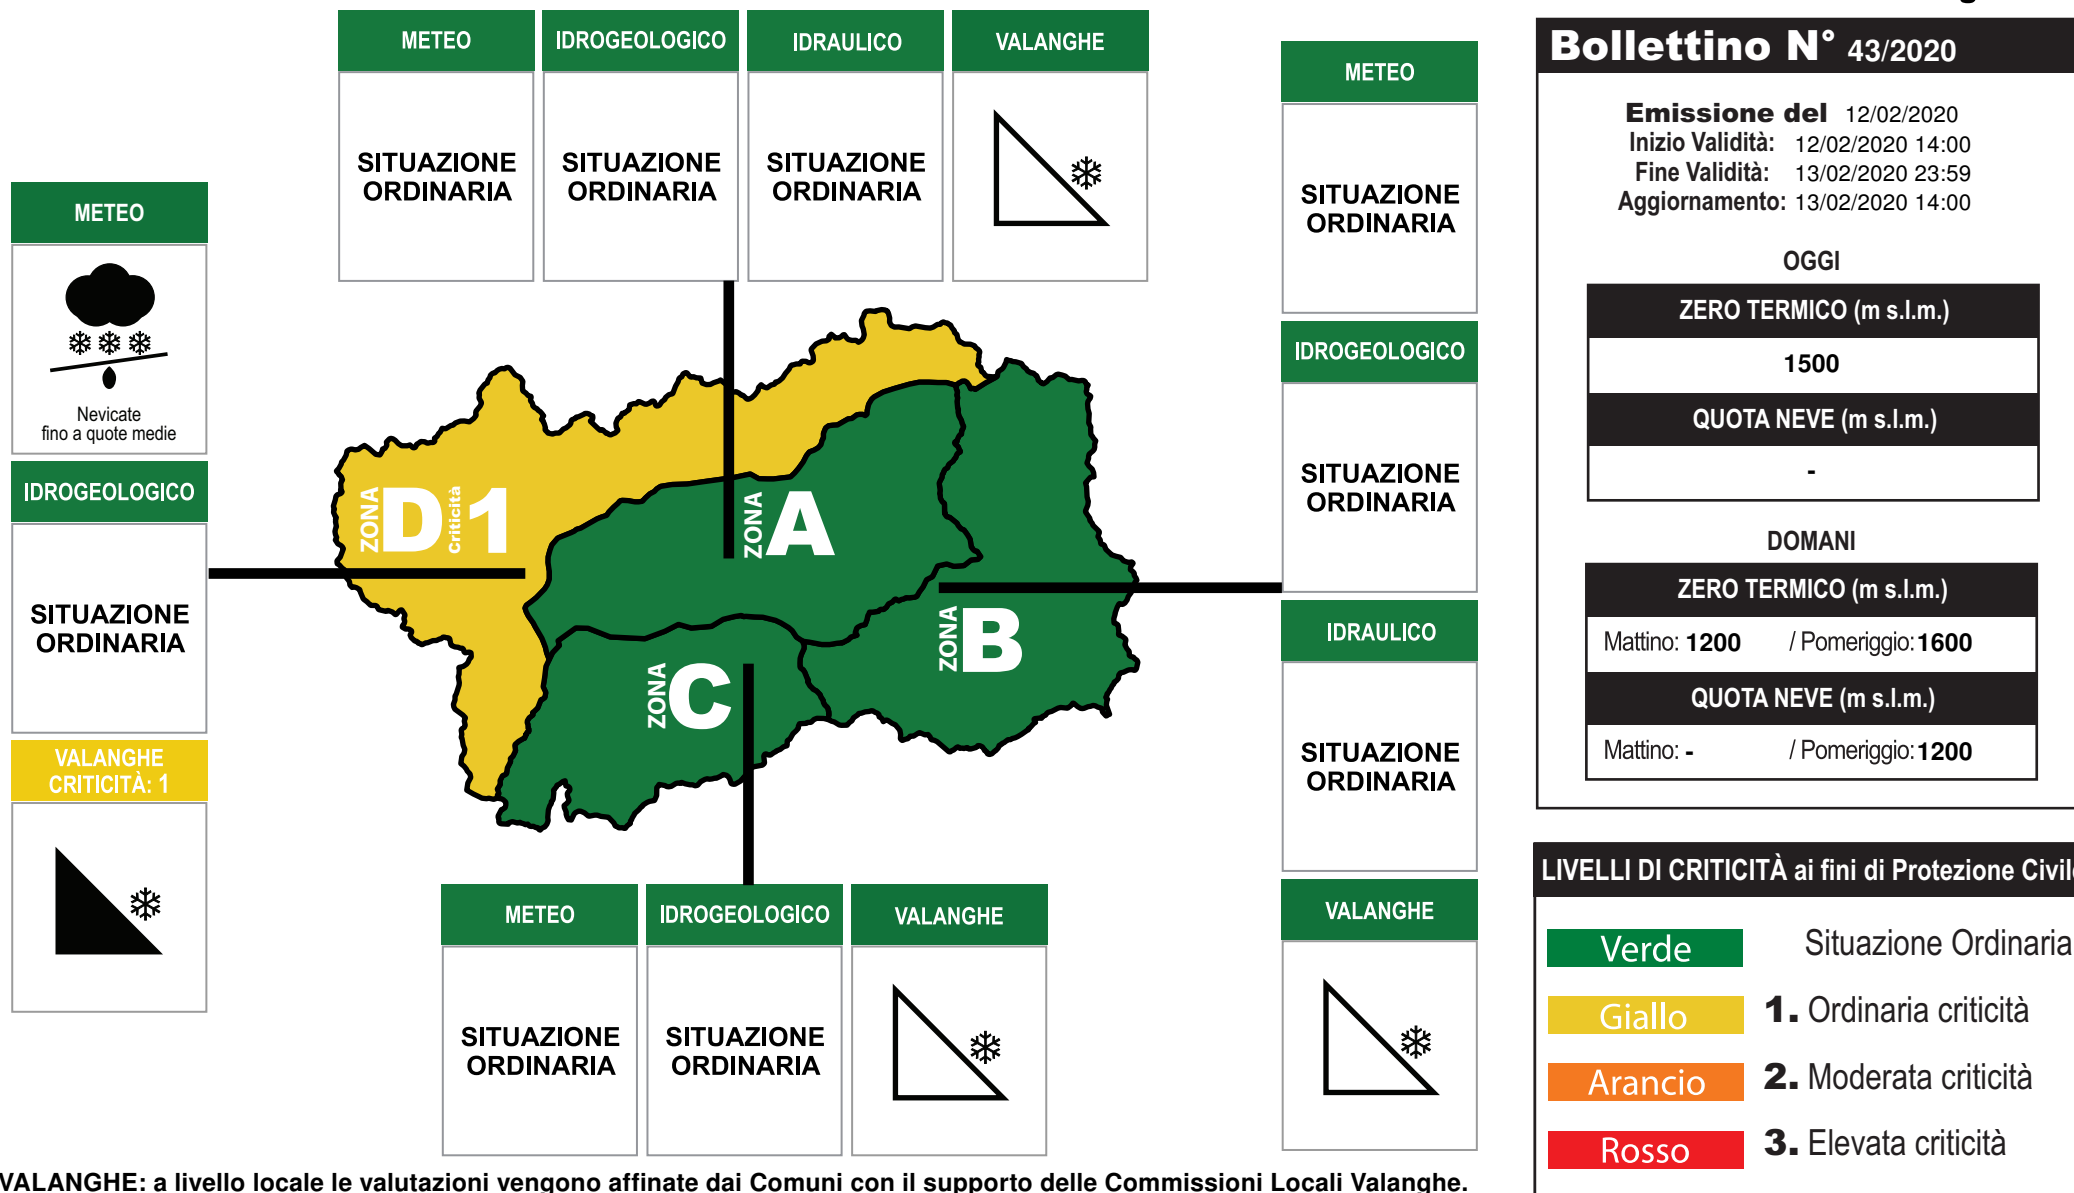 METEO
IDROGEOLOGICO
IDRAULICO
VALANGHE
SITUAZIONE
ORDINARIA
SITUAZIONE
ORDINARIA
SITUAZIONE
ORDINARIA
METEO
Nevicate
fino a quote medie
IDROGEOLOGICO
SITUAZIONE
ORDINARIA
VALANGHE
CRITICITÀ: 1
ZONA D Criticità 1
ZONA A
ZONA B
ZONA C
METEO
SITUAZIONE
ORDINARIA
IDROGEOLOGICO
SITUAZIONE
ORDINARIA
IDRAULICO
SITUAZIONE
ORDINARIA
VALANGHE
METEO
IDROGEOLOGICO
VALANGHE
SITUAZIONE
ORDINARIA
SITUAZIONE
ORDINARIA
VALANGHE: a livello locale le valutazioni vengono affinate dai Comuni con il supporto delle Commissioni Locali Valanghe.
Bollettino N° 43/2020
Emissione del 12/02/2020
Inizio Validità: 12/02/2020 14:00
Fine Validità: 13/02/2020 23:59
Aggiornamento: 13/02/2020 14:00
OGGI
ZERO TERMICO (m s.l.m.)
1500
QUOTA NEVE (m s.l.m.)
-
DOMANI
ZERO TERMICO (m s.l.m.)
Mattino: 1200 / Pomeriggio: 1600
QUOTA NEVE (m s.l.m.)
Mattino: - / Pomeriggio: 1200
LIVELLI DI CRITICITÀ ai fini di Protezione Civile
Verde Situazione Ordinaria
Giallo 1. Ordinaria criticità
Arancio 2. Moderata criticità
Rosso 3. Elevata criticità